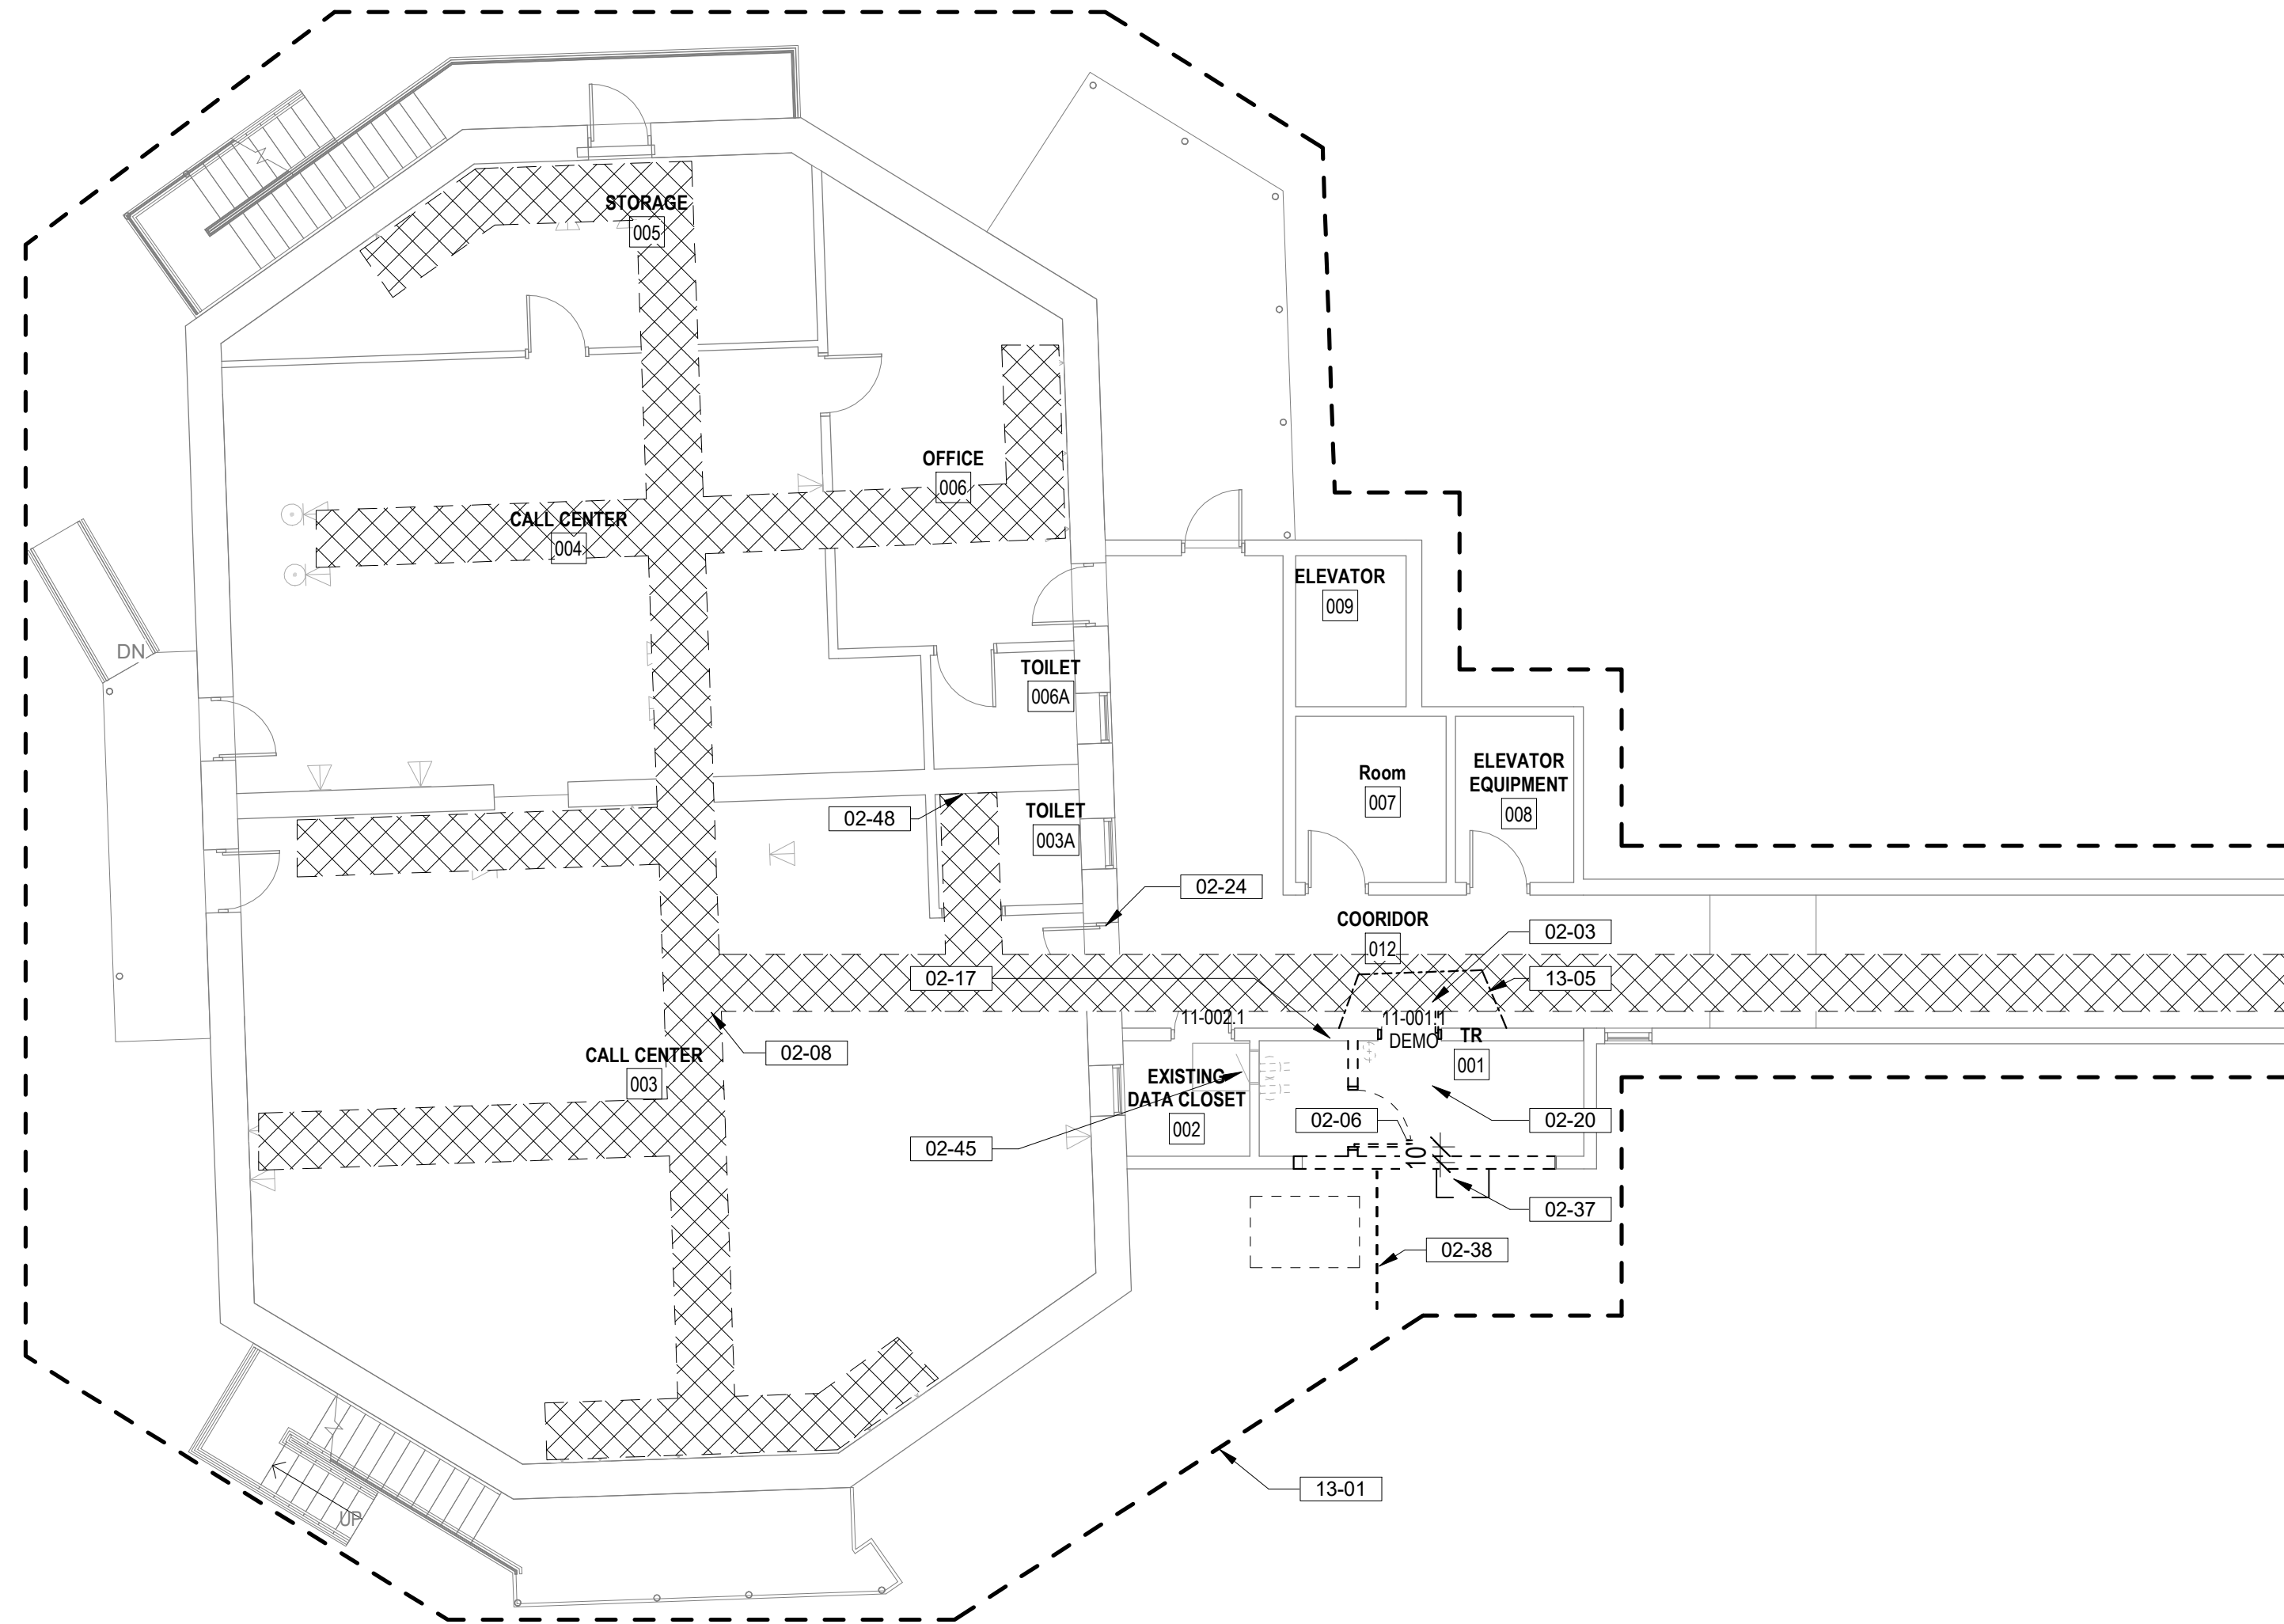 STORAGE
005
OFFICE
006
CALL CENTER
004
ELEVATOR
009
DN
TOILET
006A
Room
007
ELEVATOR
EQUIPMENT
008
02-48
TOILET
003A
02-24
COORIDOR
012
02-03
02-17
13-05
11-002.1
11-001.1
DEMO
TR
001
02-08
CALL CENTER
003
EXISTING
DATA CLOSET
002
02-06
02-20
02-45
10'
02-37
02-38
13-01
UP